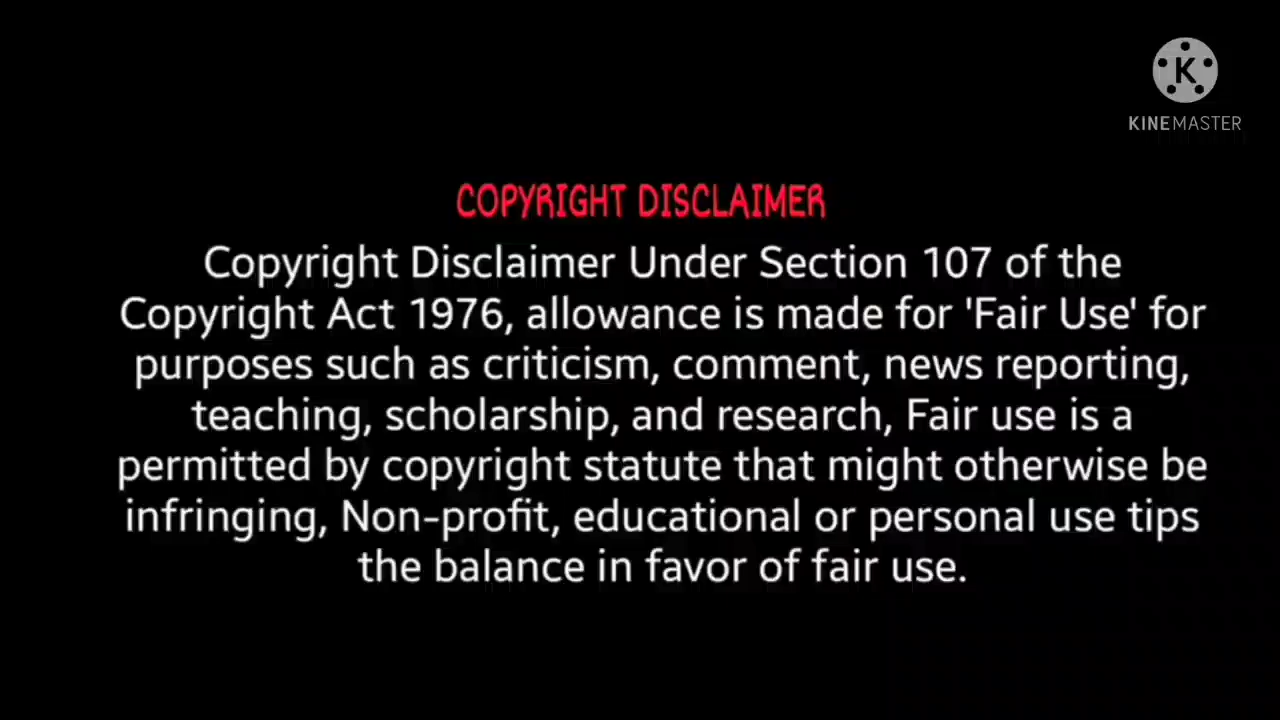 K
KINEMASTER
COPYRIGHT DISCLAIMER
Copyright Disclaimer Under Section 107 of the
Copyright Act 1976, allowance is made for 'Fair Use' for
purposes such as criticism, comment, news reporting,
teaching, scholarship, and research, Fair use is a
permitted by copyright statute that might otherwise be
infringing, Non-profit, educational or personal use tips
the balance in favor of fair use.